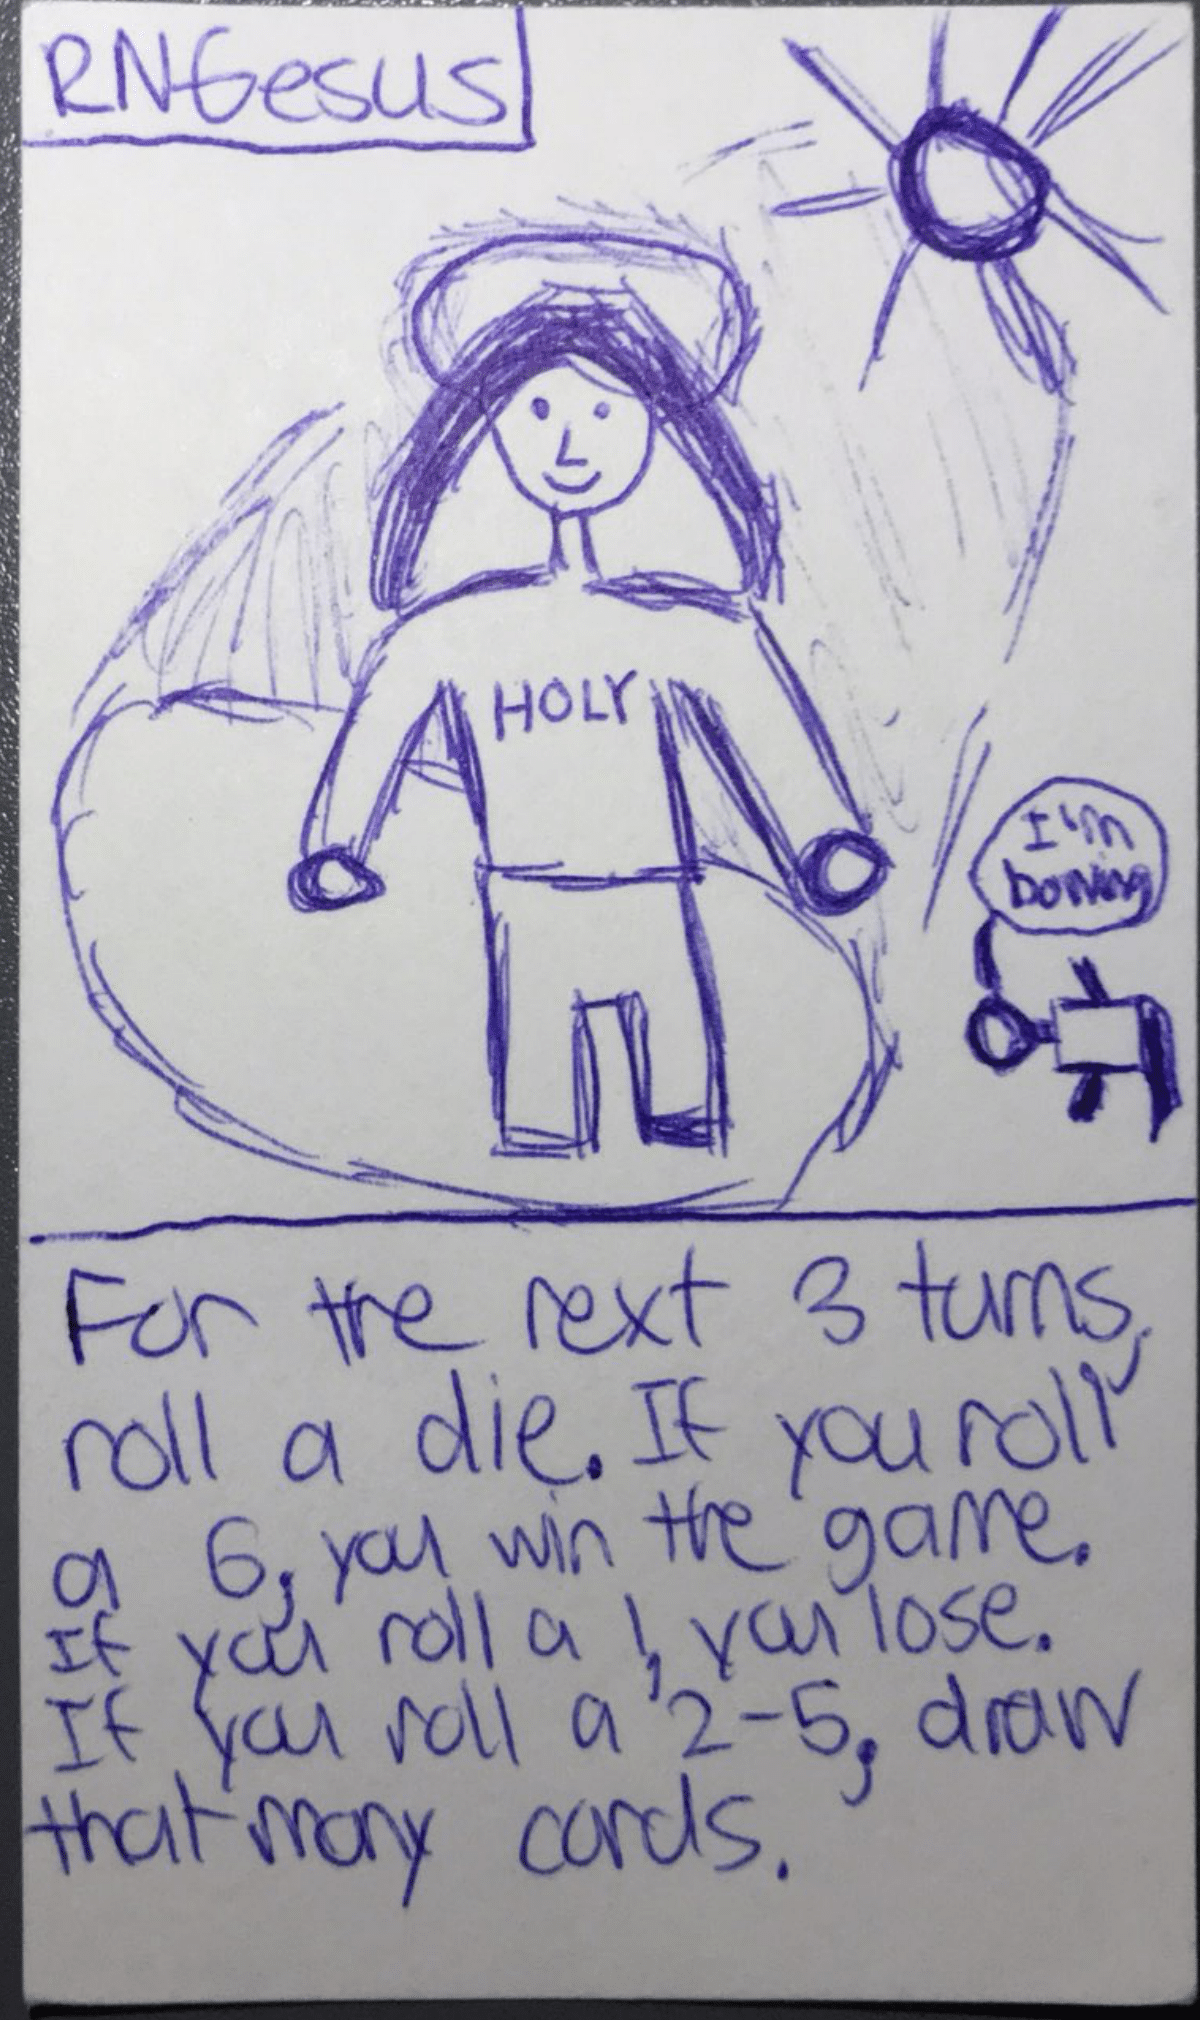 RNGesus
HOLY
I'm
bowing
For the next 3 turns,
roll a die. If you roll
a 6, you win the game.
If you roll a 1, you lose.
If you roll a 2-5, draw
that many cards.